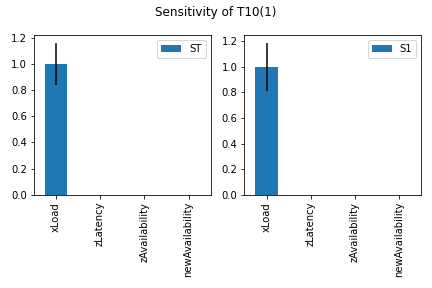 Sensitivity of T10(1)
ST
1.2
1.0
0.8
0.6
0.4
0.2
0.0
xLoad
zLatency
zAvailability
newAvailability
S1
1.2
1.0
0.8
0.6
0.4
0.2
0.0
xLoad
zLatency
zAvailability
newAvailability